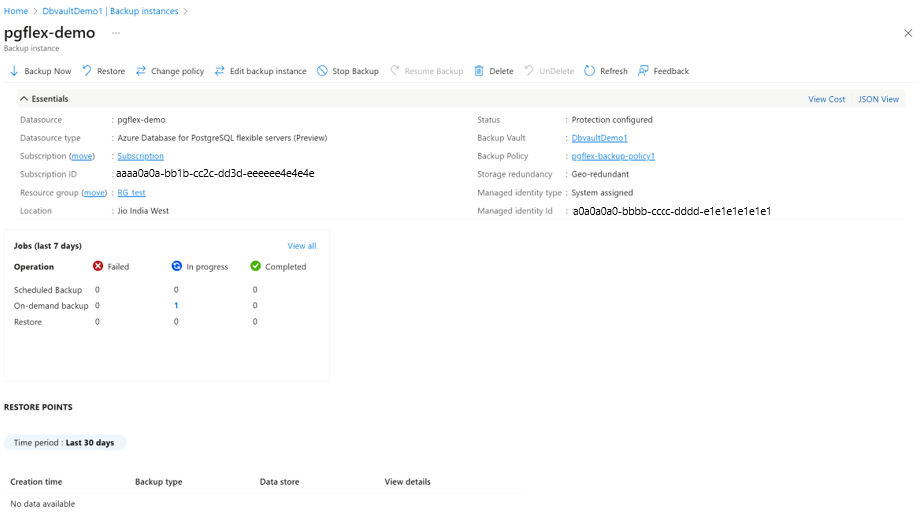 Home > DbvaultDemo1 | Backup instances >
pgflex-demo ...
Backup instance
Backup Now Restore Change policy Edit backup instance Stop Backup Resume Backup Delete UnDelete Refresh Feedback
Essentials View Cost JSON View
Datasource : pgflex-demo Status : Protection configured
Datasource type : Azure Database for PostgreSQL flexible servers (Preview) Backup Vault : DbvaultDemo1
Subscription (move) : Subscription Backup Policy : pgflex-backup-policy1
Subscription ID : aaaa0a0a-bb1b-cc2c-dd3d-eeeeee4e4e4e Storage redundancy : Geo-redundant
Resource group (move) : RG_test Managed identity type : System assigned
Location : Jio India West Managed identity Id : a0a0a0a0-bbbb-cccc-dddd-e1e1e1e1e1e1
Jobs (last 7 days) View all
Operation Failed In progress Completed
Scheduled Backup 0 0 0
On-demand backup 0 1 0
Restore 0 0 0
RESTORE POINTS
Time period : Last 30 days
Creation time Backup type Data store View details
No data available